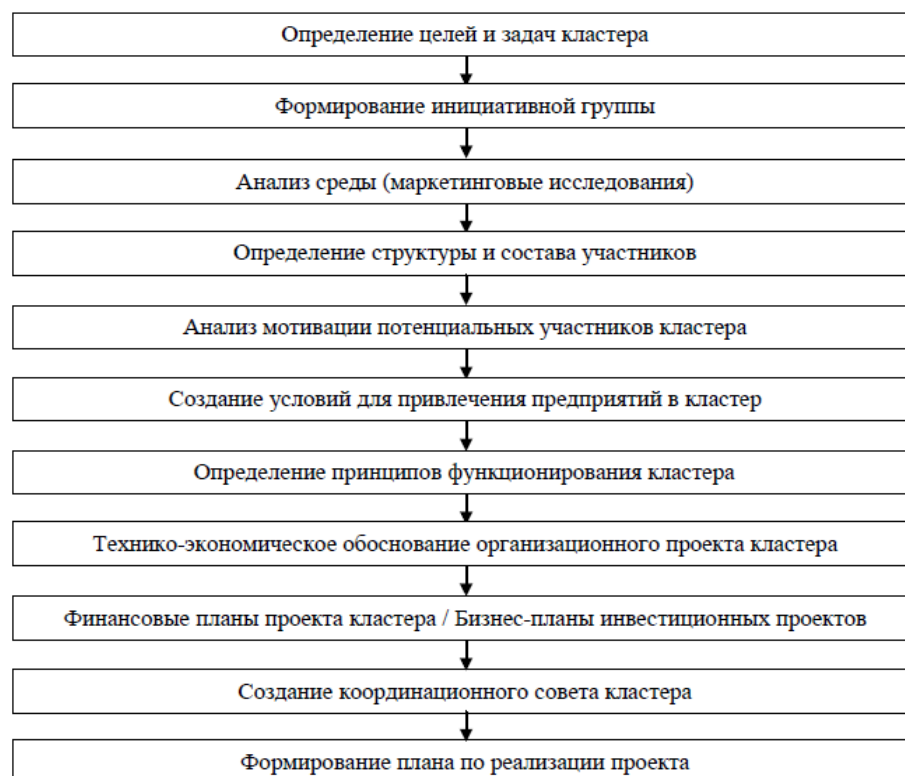 Определение целей и задач кластера
Формирование инициативной группы
Анализ среды (маркетинговые исследования)
Определение структуры и состава участников
Анализ мотивации потенциальных участников кластера
Создание условий для привлечения предприятий в кластер
Определение принципов функционирования кластера
Технико-экономическое обоснование организационного проекта кластера
Финансовые планы проекта кластера / Бизнес-планы инвестиционных проектов
Создание координационного совета кластера
Формирование плана по реализации проекта